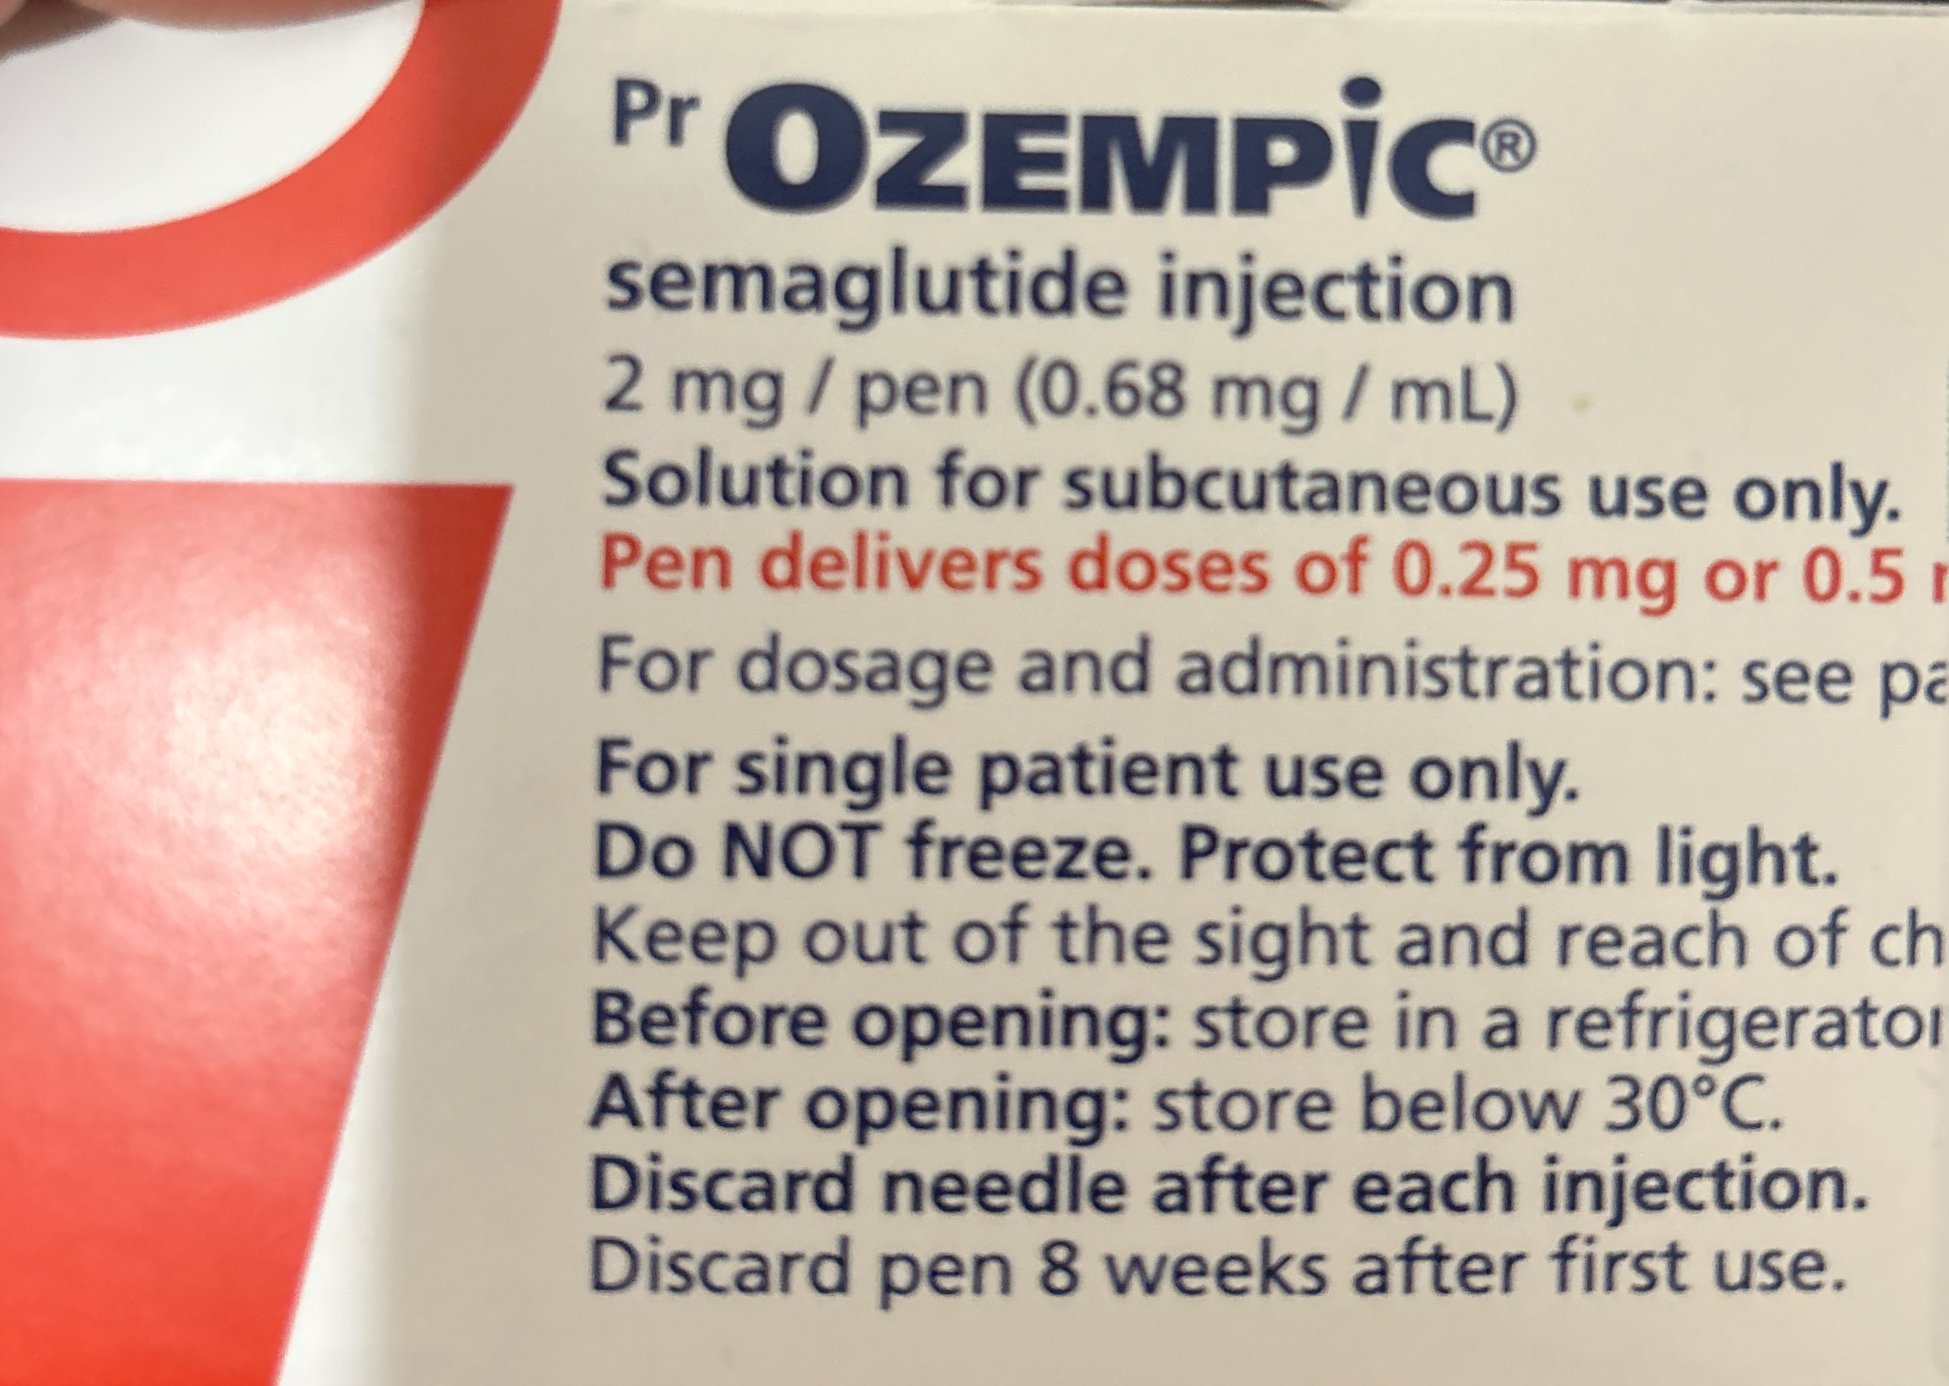 Pr OZEMPIC®
semaglutide injection
2 mg / pen (0.68 mg / mL)
Solution for subcutaneous use only.
Pen delivers doses of 0.25 mg or 0.5
For dosage and administration: see
For single patient use only.
Do NOT freeze. Protect from light.
Keep out of the sight and reach of
Before opening: store in a refrigerator
After opening: store below 30°C.
Discard needle after each injection.
Discard pen 8 weeks after first use.